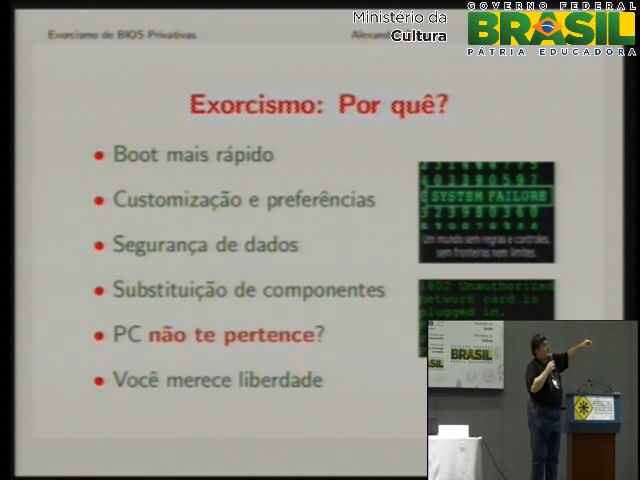 Exorcismo de BIOS Privativas
Ministério da
Cultura
GOVERNO FEDERAL
BRASIL
PÁTRIA EDUCADORA
Exorcismo: Por quê?
• Boot mais rápido
• Customização e preferências
• Segurança de dados
• Substituição de componentes
• PC não te pertence?
• Você merece liberdade
SYSTEM FAILURE
Um mundo sem regras e controles,
sem fronteiras nem limites.
1802 Unauthorized
network card is
plugged in.
BRASIL